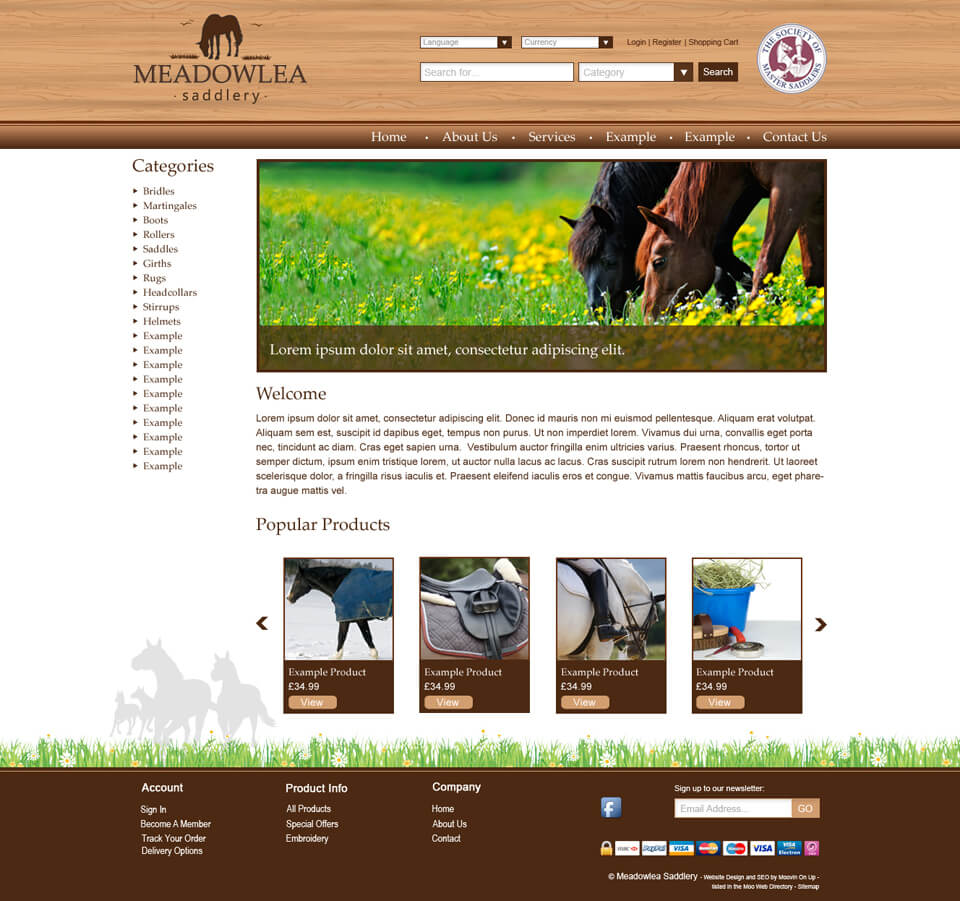 MEADOWLEA
· saddlery ·
Language
Currency
Login | Register | Shopping Cart
Search for...
Category
Search
THE SOCIETY OF
MASTER SADDLERS
Home • About Us • Services • Example • Example • Contact Us
Categories
Bridles
Martingales
Boots
Rollers
Saddles
Girths
Rugs
Headcollars
Stirrups
Helmets
Example
Example
Example
Example
Example
Example
Example
Example
Example
Example
Lorem ipsum dolor sit amet, consectetur adipiscing elit.
Welcome
Lorem ipsum dolor sit amet, consectetur adipiscing elit. Donec id mauris non mi euismod pellentesque. Aliquam erat volutpat.
Aliquam sem est, suscipit id dapibus eget, tempus non purus. Ut non imperdiet lorem. Vivamus dui urna, convallis eget porta
nec, tincidunt ac diam. Cras eget sapien urna. Vestibulum auctor fringilla enim ultricies varius. Praesent rhoncus, tortor ut
semper dictum, ipsum enim tristique lorem, ut auctor nulla lacus ac lacus. Cras suscipit rutrum lorem non hendrerit. Ut laoreet
scelerisque dolor, a fringilla risus iaculis et. Praesent eleifend iaculis eros et congue. Vivamus mattis faucibus arcu, eget phare-
tra augue mattis vel.
Popular Products
Example Product
£34.99
View
Example Product
£34.99
View
Example Product
£34.99
View
Example Product
£34.99
View
Account
Sign In
Become A Member
Track Your Order
Delivery Options
Product Info
All Products
Special Offers
Embroidery
Company
Home
About Us
Contact
f
Sign up to our newsletter:
Email Address...
GO
PayPal
VISA
VISA
VISA
Electron
© Meadowlea Saddlery - Website Design and SEO by Moovin On Up -
listed in the Moo Web Directory - Sitemap